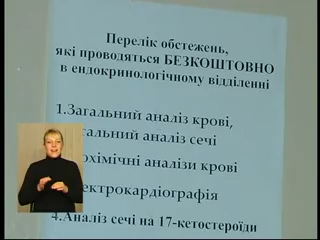 Перелік обстежень,
які проводяться БЕЗКОШТОВНО
в ендокринологічному відділенні
1.Загальний аналіз крові,
аналіз сечі
аналізи крові
4.Аналіз сечі на 17-кетостероїди